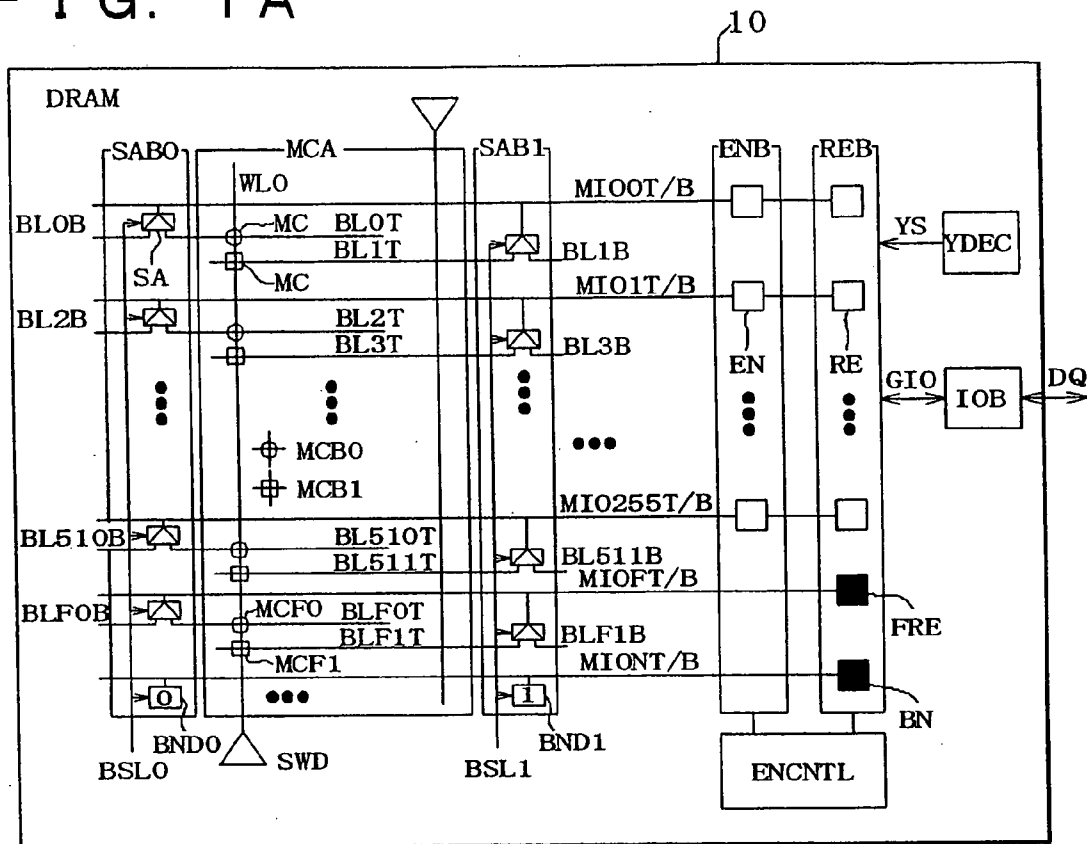 FIG. 1A
10
DRAM
SAB0 MCA SAB1 ENB REB
WL0
MIO0T/B
BL0B MC BL0T
BL1T BL1B
YS YDEC
SA MC
MIO1T/B
BL2B BL2T
BL3T BL3B
EN RE
GIO IOB DQ
MCB0
MCB1
MIO255T/B
BL510B BL510T
BL511T BL511B
MIOFT/B
BLF0B MCF0 BLF0T
BLF1T BLF1B
FRE
MCF1 MIONT/B
0 1
BND0 BND1 BN
BSL0 SWD BSL1
ENCNTL